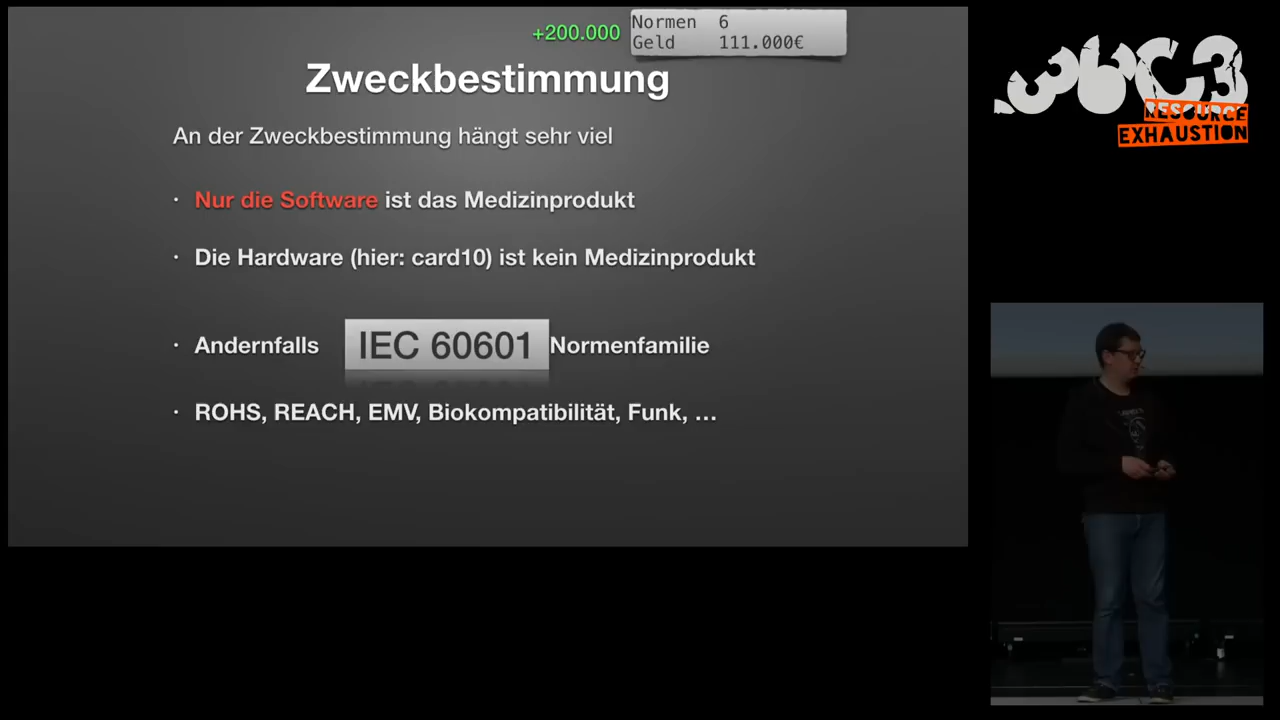 +200.000
Normen 6
Geld 111.000€
Zweckbestimmung
An der Zweckbestimmung hängt sehr viel
· Nur die Software ist das Medizinprodukt
· Die Hardware (hier: card10) ist kein Medizinprodukt
· Andernfalls IEC 60601 Normenfamilie
· ROHS, REACH, EMV, Biokompatibilität, Funk, …
36C3
RESOURCE
EXHAUSTION